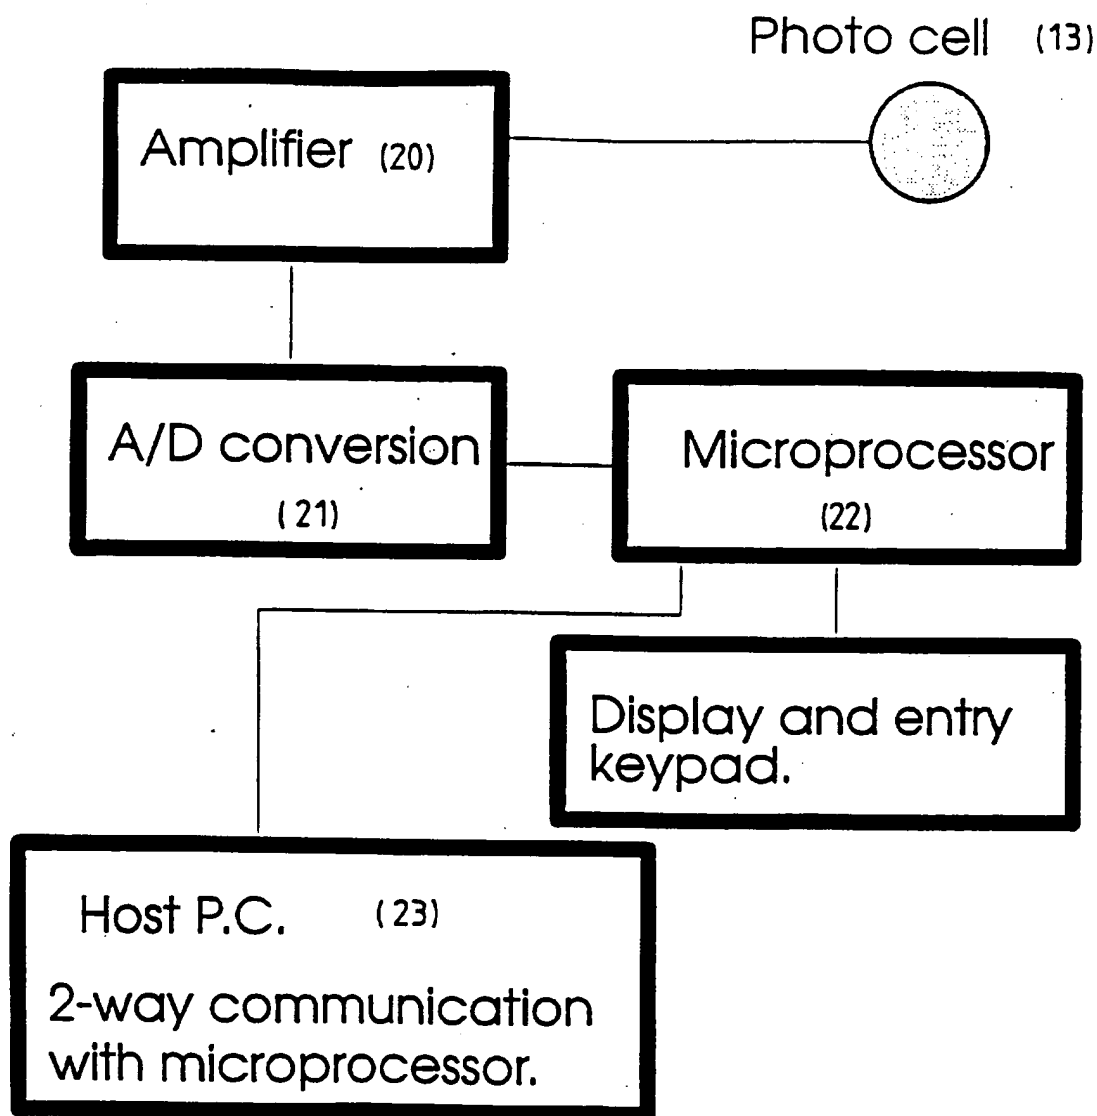 Photo cell (13)
Amplifier (20)
A/D conversion
(21)
Microprocessor
(22)
Display and entry
keypad.
Host P.C. (23)
2-way communication
with microprocessor.